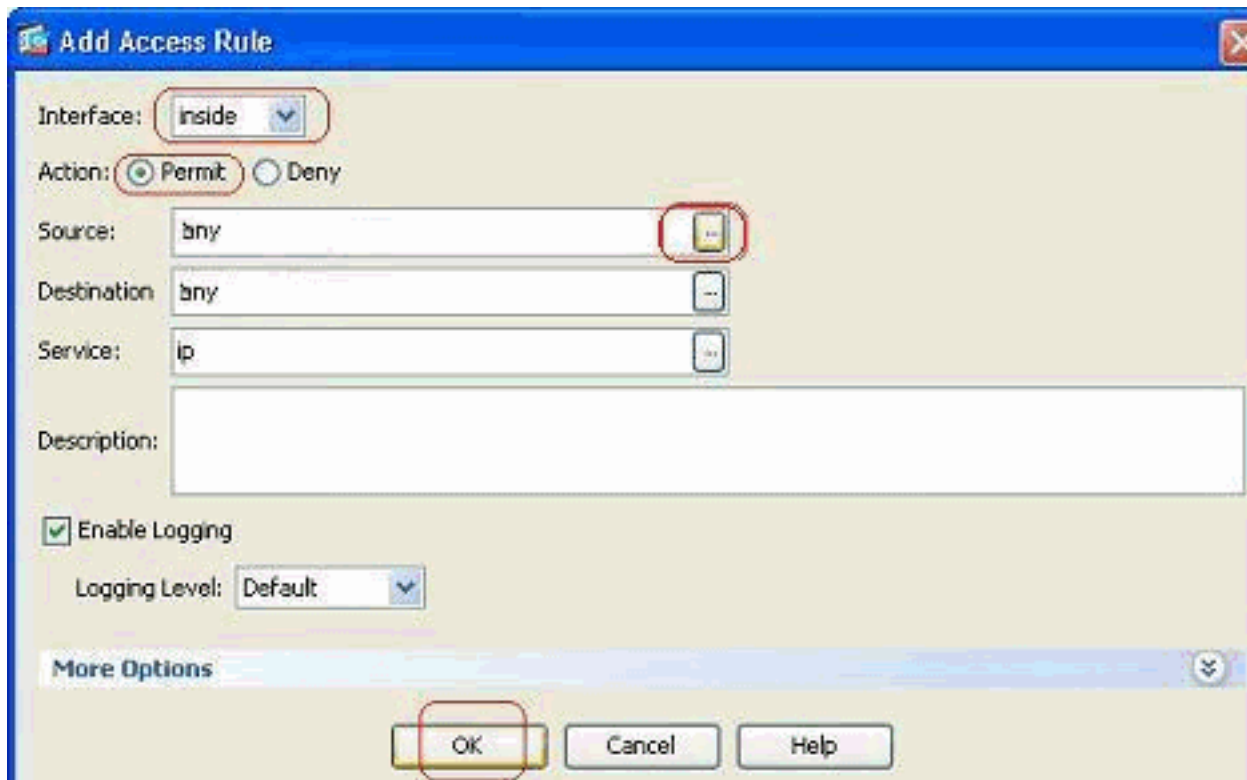 Add Access Rule
Interface: inside
Action: Permit Deny
Source: any
Destination any
Service: ip
Description:
Enable Logging
Logging Level: Default
More Options
OK Cancel Help